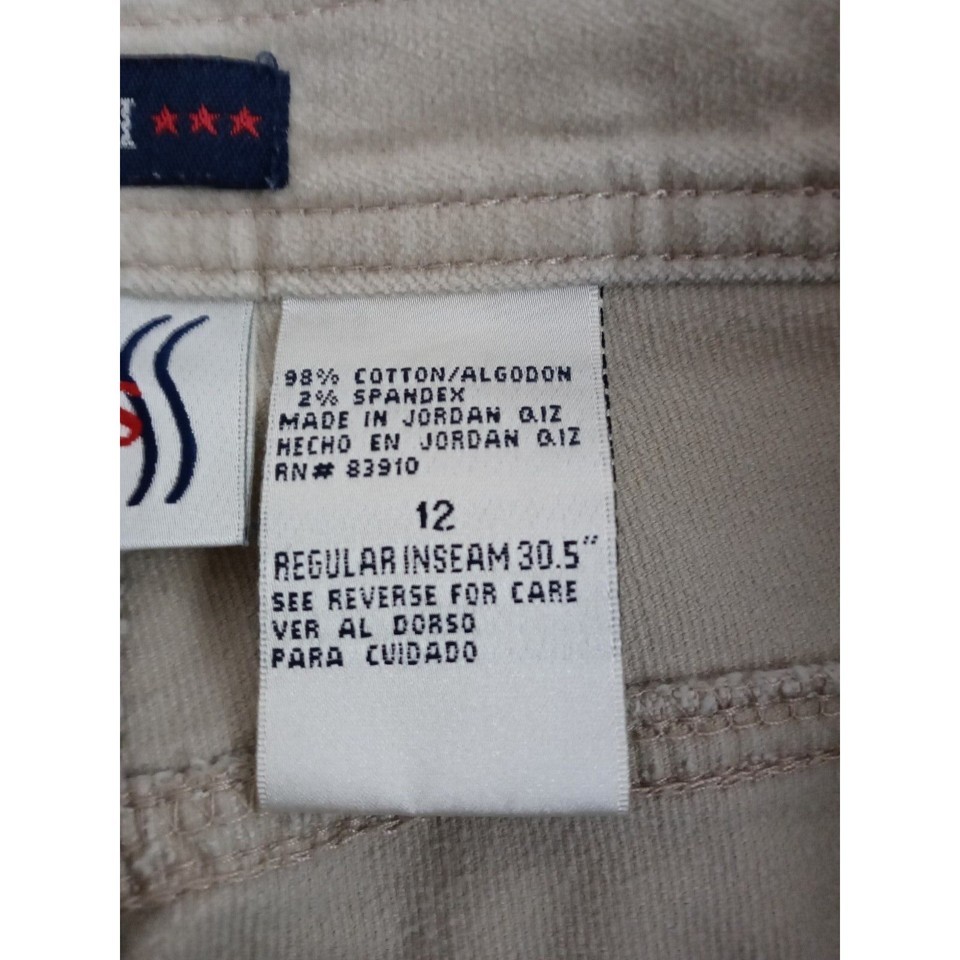 98% COTTON/ALGODON
2% SPANDEX
MADE IN JORDAN Q.I.Z
HECHO EN JORDAN Q.I.Z
RN# 83910
12
REGULAR INSEAM 30.5"
SEE REVERSE FOR CARE
VER AL DORSO
PARA CUIDADO